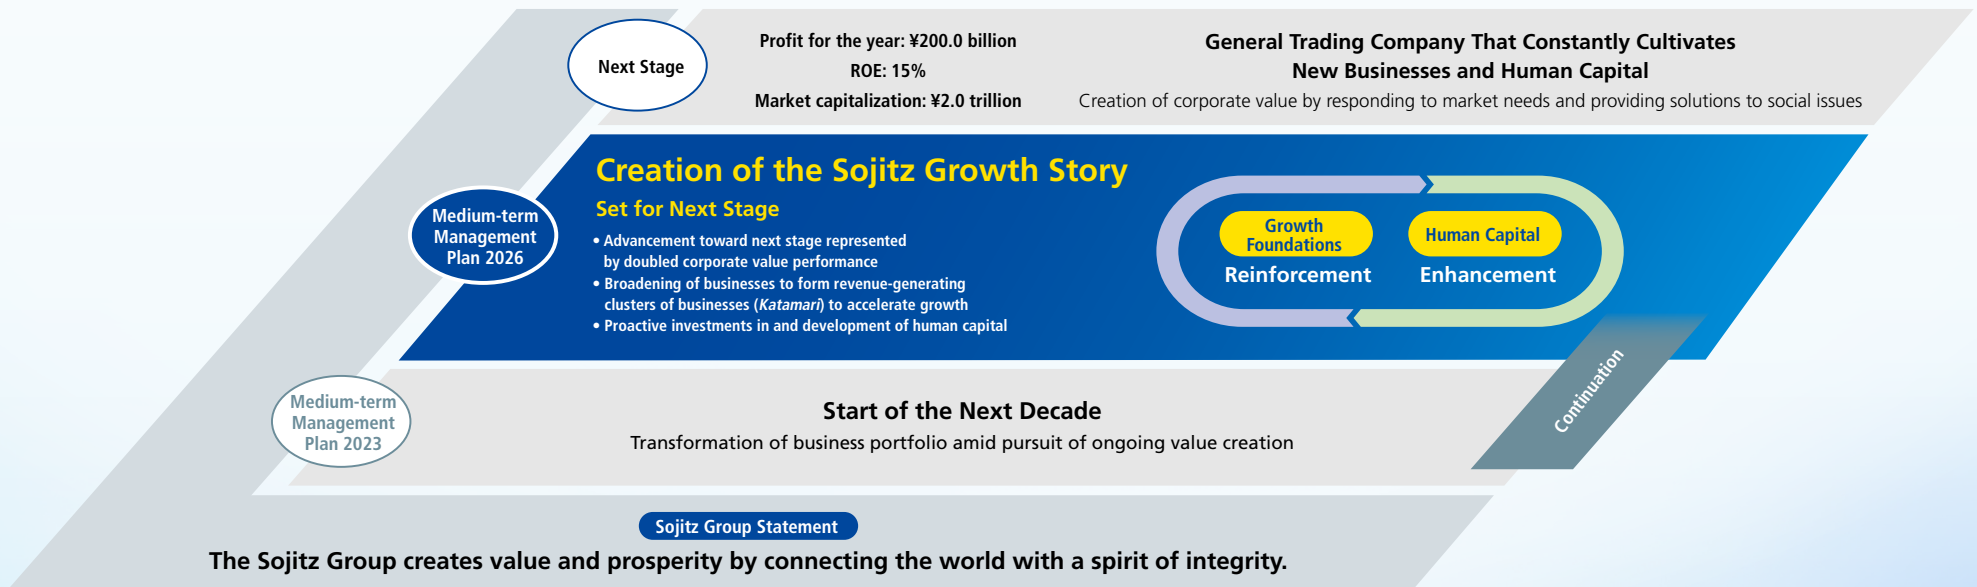 Next Stage
Profit for the year: ¥200.0 billion
ROE: 15%
Market capitalization: ¥2.0 trillion
General Trading Company That Constantly Cultivates
New Businesses and Human Capital
Creation of corporate value by responding to market needs and providing solutions to social issues
Medium-term
Management
Plan 2026
Creation of the Sojitz Growth Story
Set for Next Stage
• Advancement toward next stage represented
by doubled corporate value performance
• Broadening of businesses to form revenue-generating
clusters of businesses (Katamari) to accelerate growth
• Proactive investments in and development of human capital
Growth
Foundations
Reinforcement
Human Capital
Enhancement
Medium-term
Management
Plan 2023
Start of the Next Decade
Transformation of business portfolio amid pursuit of ongoing value creation
Continuation
Sojitz Group Statement
The Sojitz Group creates value and prosperity by connecting the world with a spirit of integrity.